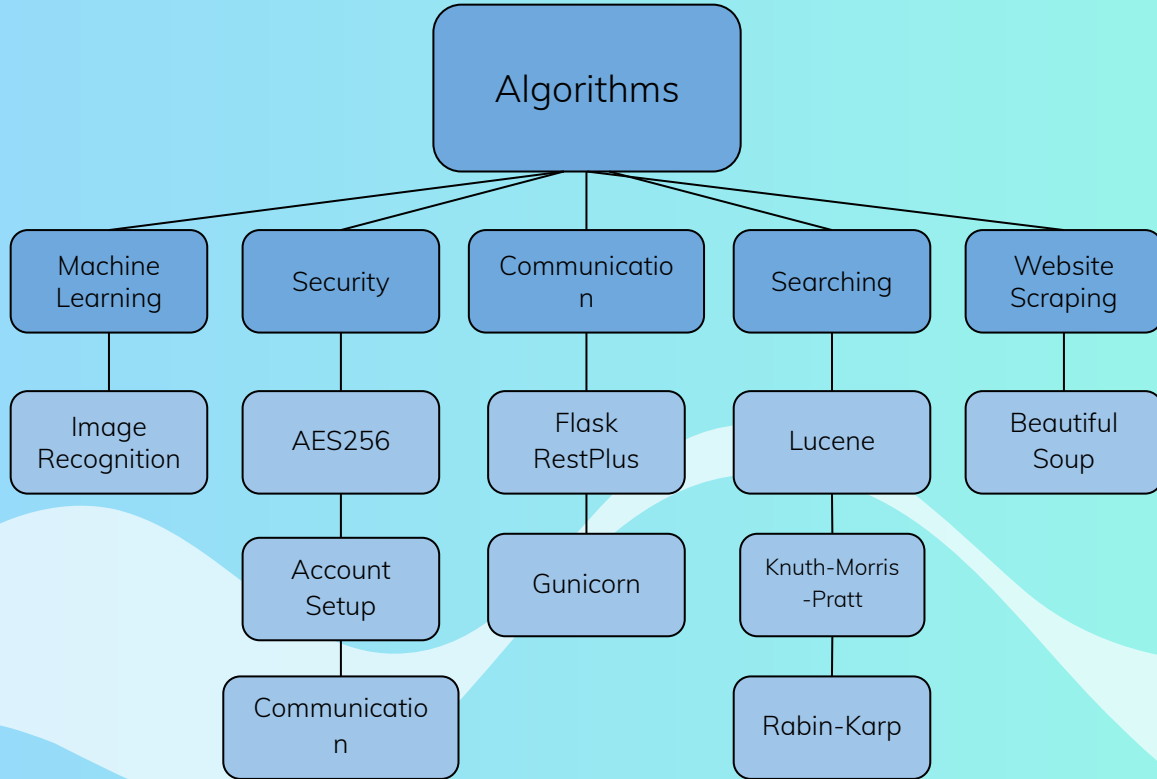 Algorithms
Machine
Learning
Security
Communicatio
n
Searching
Website
Scraping
Image
Recognition
AES256
Flask
RestPlus
Lucene
Beautiful
Soup
Account
Setup
Gunicorn
Knuth-Morris
-Pratt
Communicatio
n
Rabin-Karp